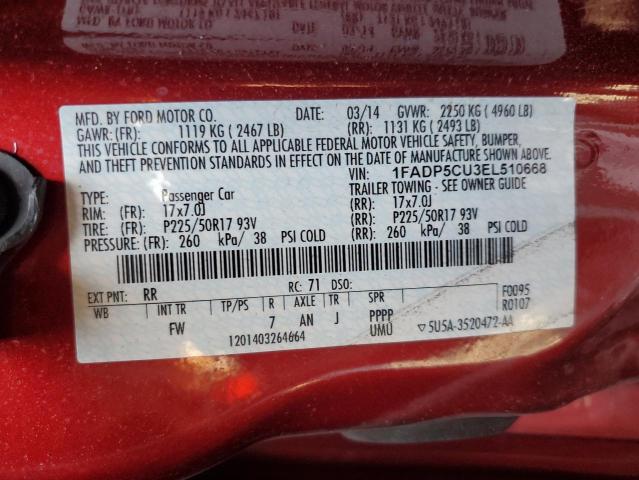 MFD. BY FORD MOTOR CO. DATE: 03/14 GVWR: 2250 KG ( 4960 LB)
GAWR: (FR): 1119 KG ( 2467 LB) (RR): 1131 KG ( 2493 LB)
THIS VEHICLE CONFORMS TO ALL APPLICABLE FEDERAL MOTOR VEHICLE SAFETY, BUMPER,
AND THEFT PREVENTION STANDARDS IN EFFECT ON THE DATE OF MANUFACTURE SHOWN ABOVE.
VIN: 1FADP5CU3EL510668
TYPE: Passenger Car TRAILER TOWING - SEE OWNER GUIDE
RIM: (FR): 17x7.0J (RR): 17x7.0J
TIRE: (FR): P225/50R17 93V (RR): P225/50R17 93V
PRESSURE: (FR): 260 kPa/ 38 PSI COLD (RR): 260 kPa/ 38 PSI COLD
EXT PNT: RR RC: 71 DSO: F0095
WB INT TR TP/PS R AXLE TR SPR R0107
FW 7 AN J PPPP
UMU
1201403264664 ▽ 5U5A-3520472-AA